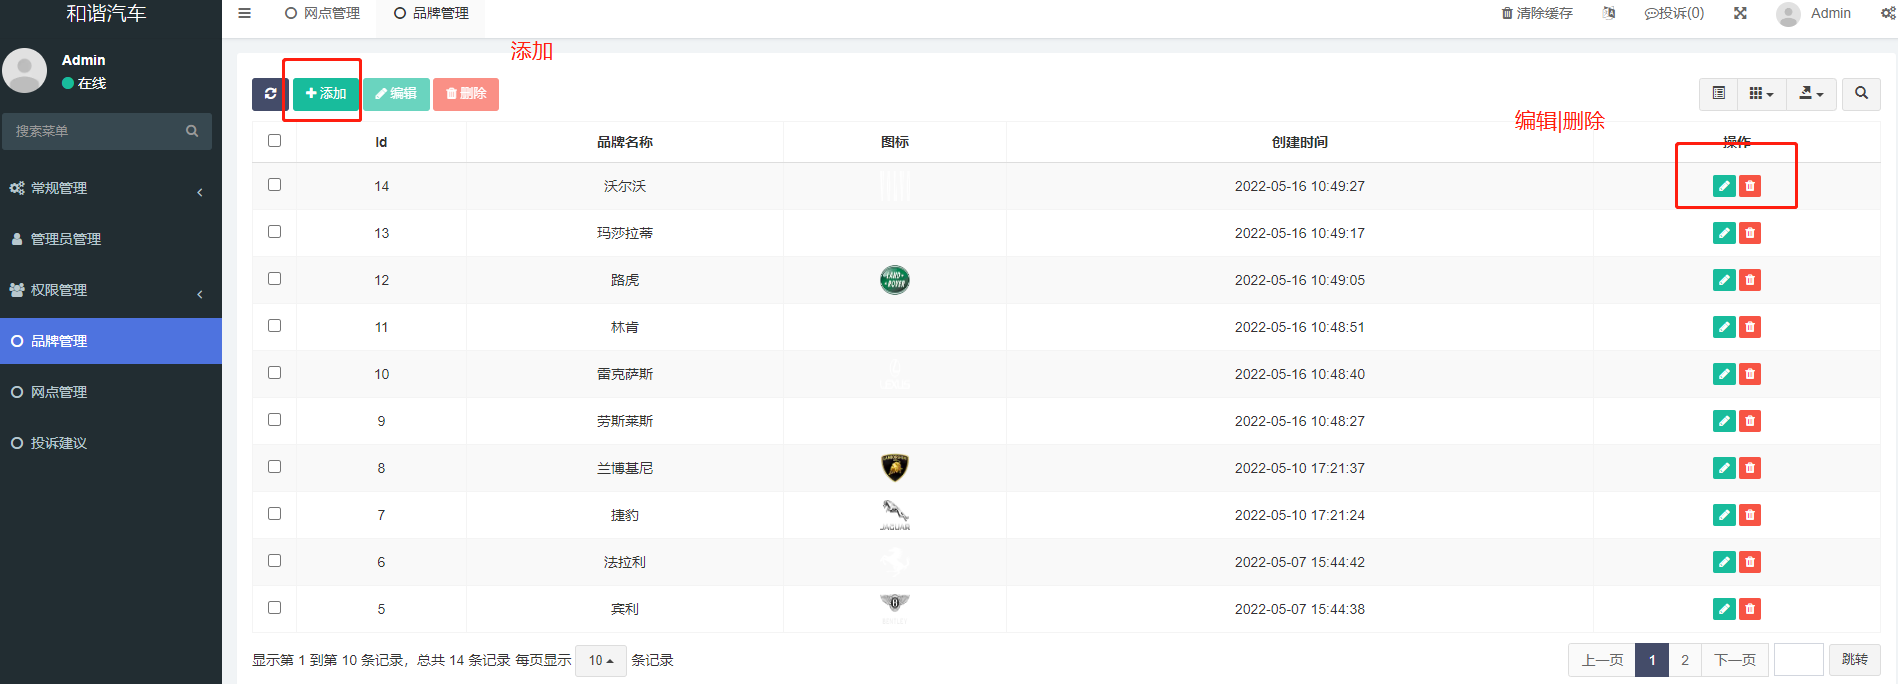 和谐汽车
网点管理
品牌管理
清除缓存
投诉(0)
Admin
Admin
在线
搜索菜单
常规管理
管理员管理
权限管理
品牌管理
网点管理
投诉建议
添加
添加
编辑
删除
编辑|删除
Id 品牌名称 图标 创建时间 操作
14 沃尔沃 2022-05-16 10:49:27
13 玛莎拉蒂 2022-05-16 10:49:17
12 路虎 LAND ROVER 2022-05-16 10:49:05
11 林肯 2022-05-16 10:48:51
10 雷克萨斯 2022-05-16 10:48:40
9 劳斯莱斯 2022-05-16 10:48:27
8 兰博基尼 2022-05-10 17:21:37
7 捷豹 JAGUAR 2022-05-10 17:21:24
6 法拉利 2022-05-07 15:44:42
5 宾利 2022-05-07 15:44:38
显示第 1 到第 10 条记录，总共 14 条记录 每页显示 10 条记录
上一页 1 2 下一页 跳转